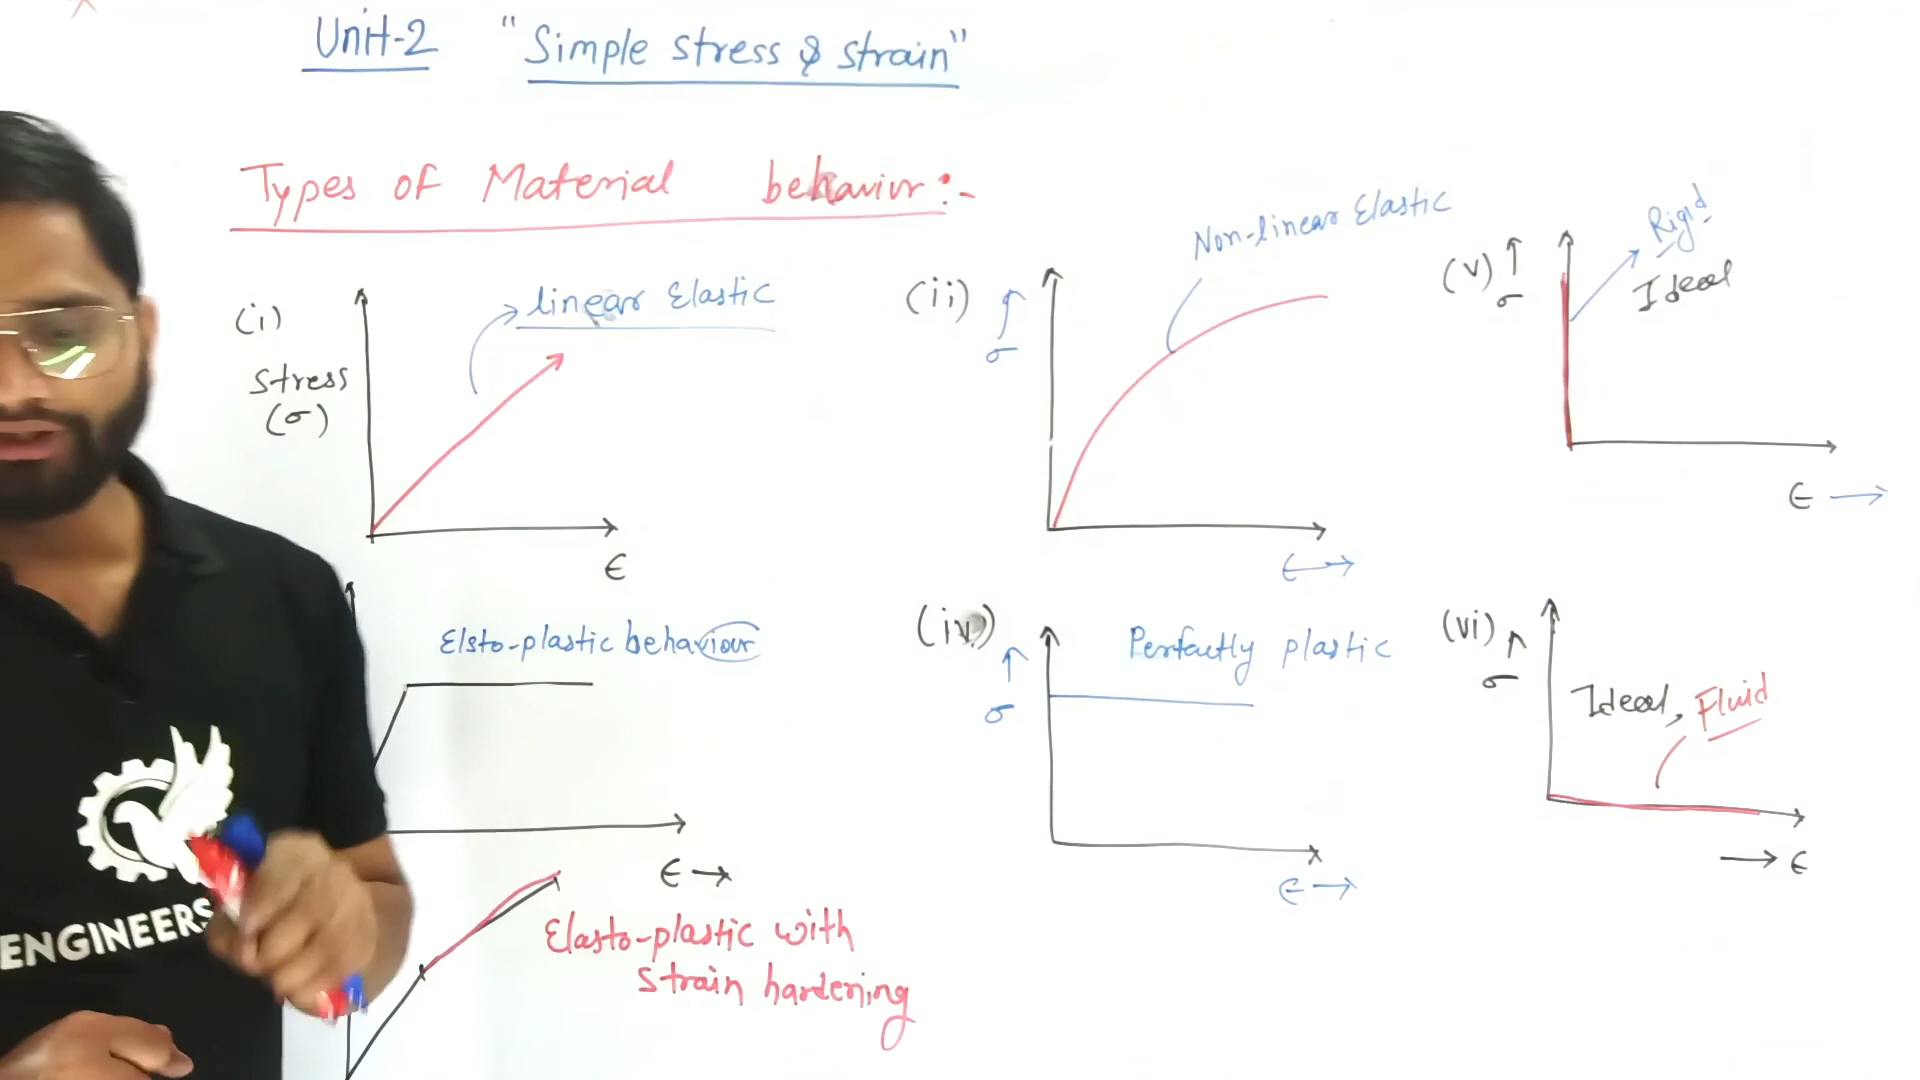 Unit-2 "Simple stress & strain"
Types of Material behavior:-
(i)
Stress
(σ)
linear Elastic
ϵ
(ii)
σ
Non-linear Elastic
ϵ
(v)
σ
Rigid
Ideal
ϵ
Elsto-plastic behaviour
ϵ
(iv)
σ
Perfectly plastic
ϵ
(vi)
σ
Ideal, Fluid
ϵ
Elasto-plastic with
strain hardening
ENGINEERS